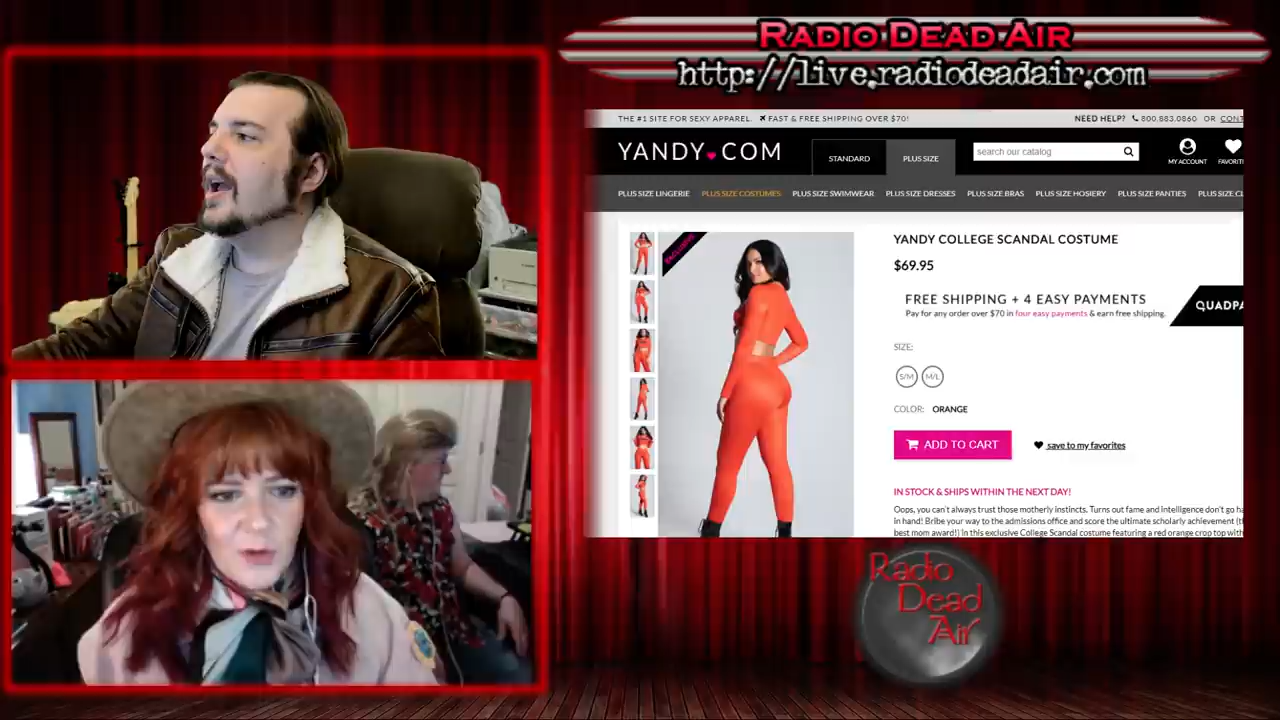 RADIO DEAD AIR
http://live.radiodeadair.com
THE #1 SITE FOR SEXY APPAREL. FAST & FREE SHIPPING OVER $70!
NEED HELP? 800.883.0860 OR
YANDY.COM
STANDARD
PLUS SIZE
search our catalog
MY ACCOUNT
PLUS SIZE LINGERIE PLUS SIZE COSTUMES PLUS SIZE SWIMWEAR PLUS SIZE DRESSES PLUS SIZE BRAS PLUS SIZE HOSIERY PLUS SIZE PANTIES PLUS SIZE
EXCLUSIVE
YANDY COLLEGE SCANDAL COSTUME
$69.95
FREE SHIPPING + 4 EASY PAYMENTS
Pay for any order over $70 in four easy payments & earn free shipping.
QUADPA
SIZE:
S/M M/L
COLOR: ORANGE
ADD TO CART
save to my favorites
IN STOCK & SHIPS WITHIN THE NEXT DAY!
Oops, you can't always trust those motherly instincts. Turns out fame and intelligence don't go ha
in hand! Bribe your way to the admissions office and score the ultimate scholarly achievement (t
best mom award!) in this exclusive College Scandal costume featuring a red orange crop top with
Radio
Dead
Air